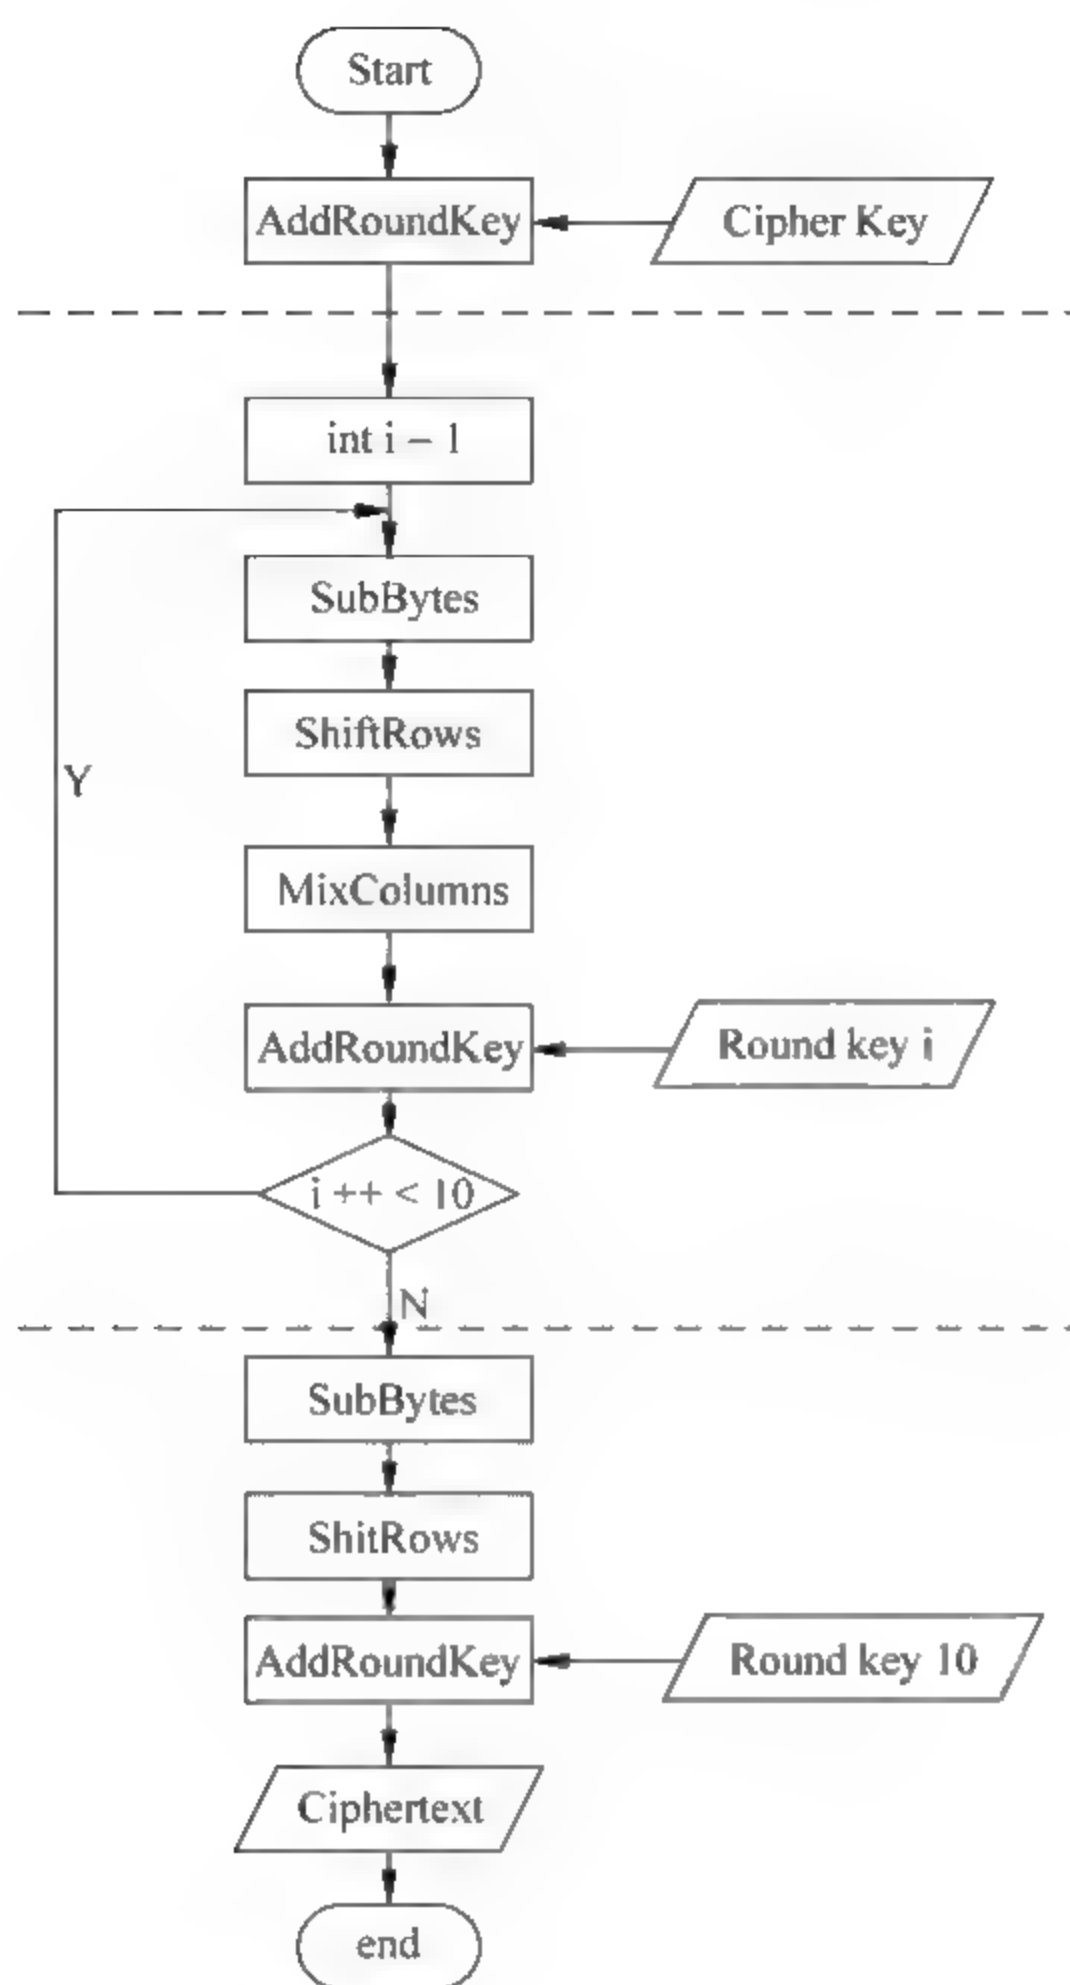 Start
AddRoundKey
Cipher Key
int i – 1
SubBytes
ShiftRows
Y
MixColumns
AddRoundKey
Round key i
i ++ < 10
N
SubBytes
ShitRows
AddRoundKey
Round key 10
Ciphertext
end